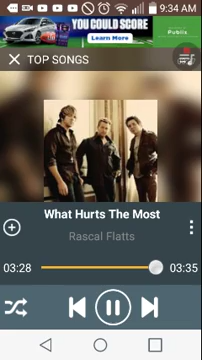 9:34 AM
YOU COULD SCORE
Learn More
Publix
TOP SONGS
What Hurts The Most
Rascal Flatts
03:28
03:35